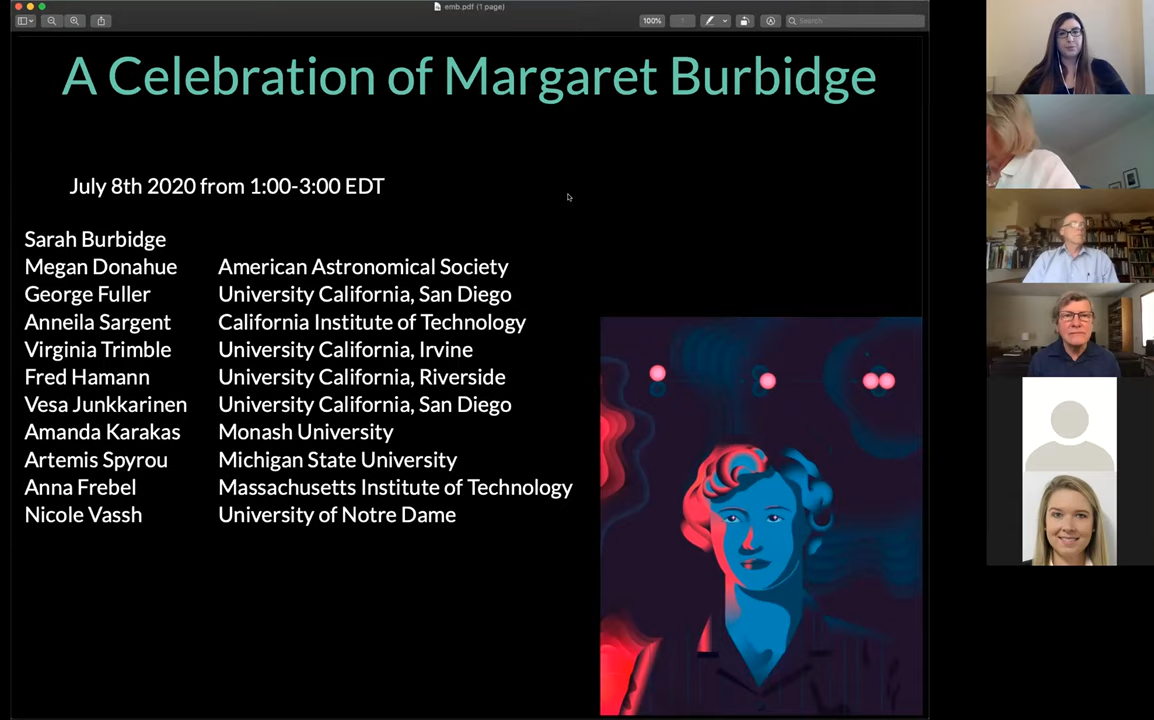 emb.pdf (1 page)
100%
Search
A Celebration of Margaret Burbidge
July 8th 2020 from 1:00-3:00 EDT
Sarah Burbidge
Megan Donahue American Astronomical Society
George Fuller University California, San Diego
Anneila Sargent California Institute of Technology
Virginia Trimble University California, Irvine
Fred Hamann University California, Riverside
Vesa Junkkarinen University California, San Diego
Amanda Karakas Monash University
Artemis Spyrou Michigan State University
Anna Frebel Massachusetts Institute of Technology
Nicole Vassh University of Notre Dame